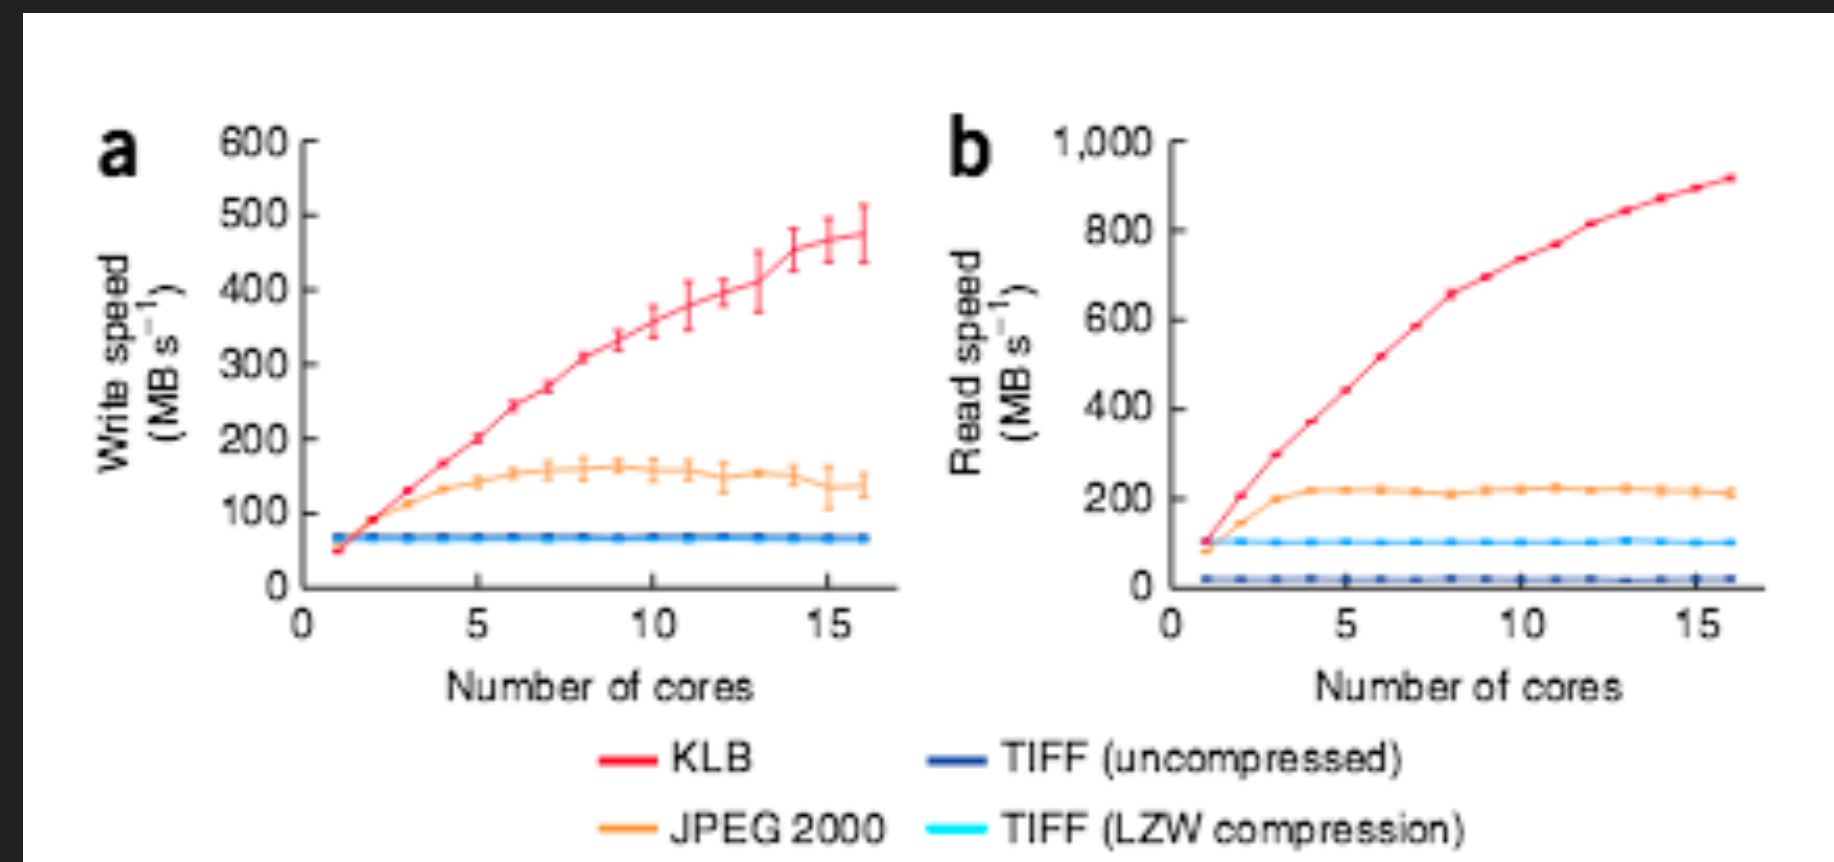 a
600
500
400
300
200
100
0
Write speed
(MB s⁻¹)
0 5 10 15
Number of cores
b
1,000
800
600
400
200
0
Read speed
(MB s⁻¹)
0 5 10 15
Number of cores
KLB
TIFF (uncompressed)
JPEG 2000
TIFF (LZW compression)